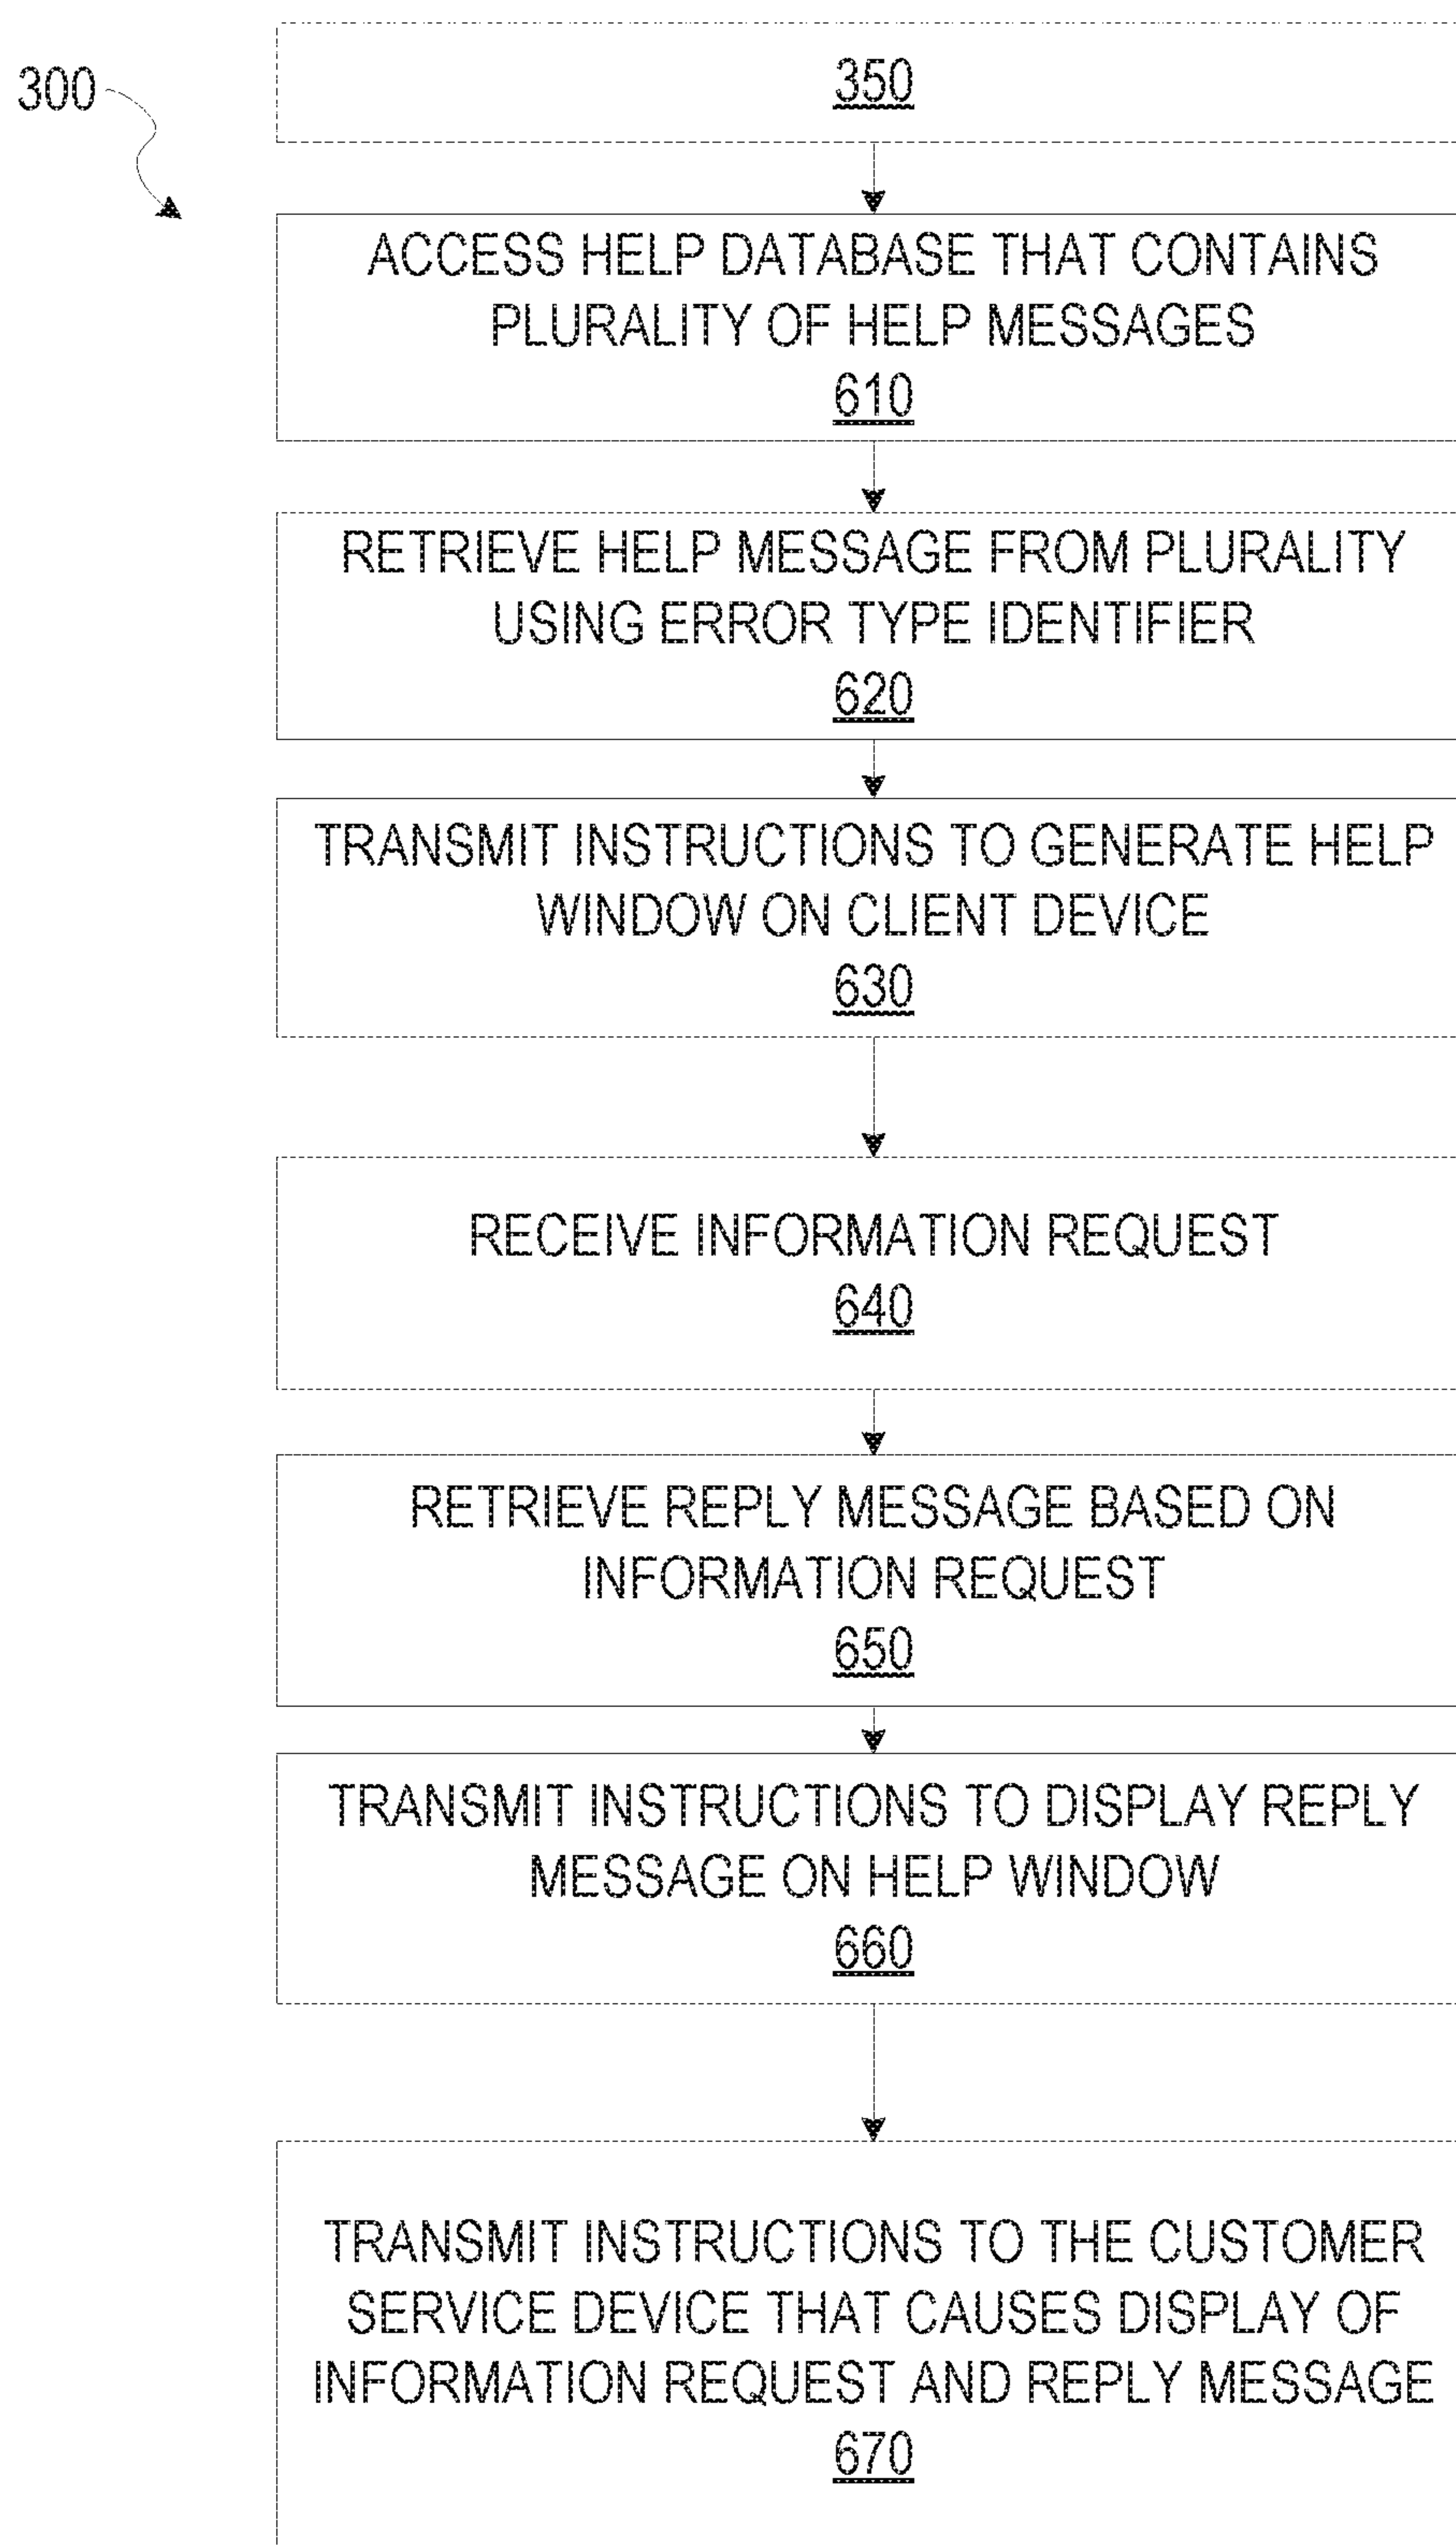 300
350
ACCESS HELP DATABASE THAT CONTAINS
PLURALITY OF HELP MESSAGES
610
RETRIEVE HELP MESSAGE FROM PLURALITY
USING ERROR TYPE IDENTIFIER
620
TRANSMIT INSTRUCTIONS TO GENERATE HELP
WINDOW ON CLIENT DEVICE
630
RECEIVE INFORMATION REQUEST
640
RETRIEVE REPLY MESSAGE BASED ON
INFORMATION REQUEST
650
TRANSMIT INSTRUCTIONS TO DISPLAY REPLY
MESSAGE ON HELP WINDOW
660
TRANSMIT INSTRUCTIONS TO THE CUSTOMER
SERVICE DEVICE THAT CAUSES DISPLAY OF
INFORMATION REQUEST AND REPLY MESSAGE
670